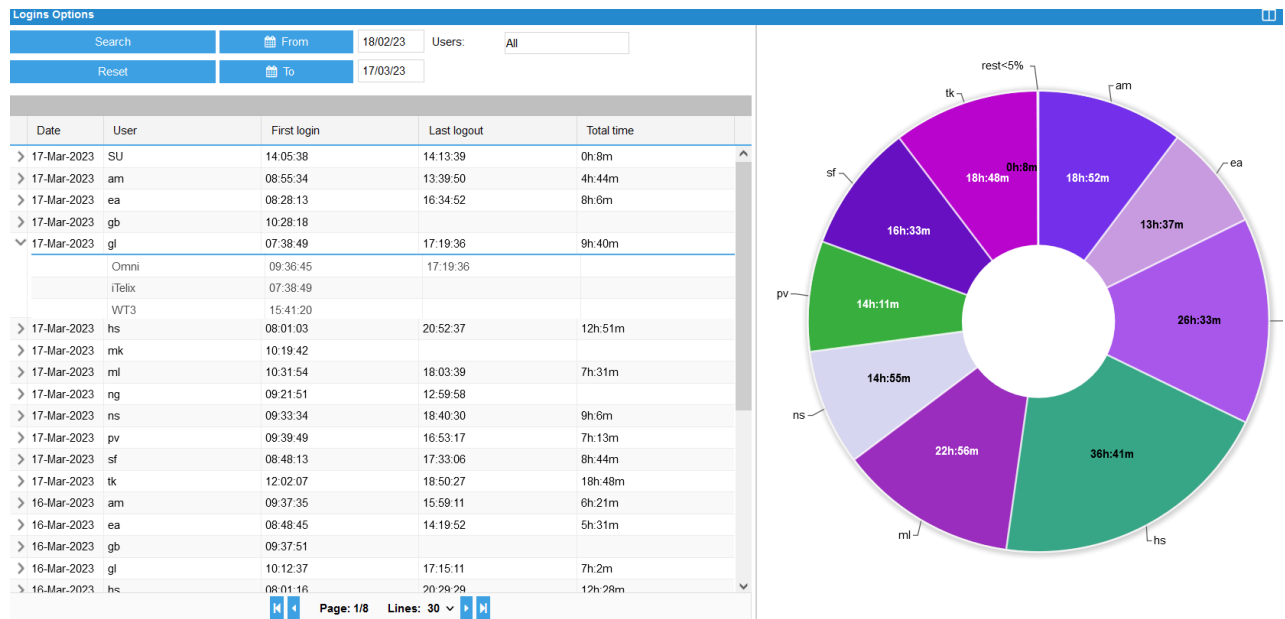 Logins Options
Search From 18/02/23 Users: All
Reset To 17/03/23
Date User First login Last logout Total time
17-Mar-2023 SU 14:05:38 14:13:39 0h:8m
17-Mar-2023 am 08:55:34 13:39:50 4h:44m
17-Mar-2023 ea 08:28:13 16:34:52 8h:6m
17-Mar-2023 gb 10:28:18
17-Mar-2023 gl 07:38:49 17:19:36 9h:40m
Omni 09:36:45 17:19:36
iTelix 07:38:49
WT3 15:41:20
17-Mar-2023 hs 08:01:03 20:52:37 12h:51m
17-Mar-2023 mk 10:19:42
17-Mar-2023 ml 10:31:54 18:03:39 7h:31m
17-Mar-2023 ng 09:21:51 12:59:58
17-Mar-2023 ns 09:33:34 18:40:30 9h:6m
17-Mar-2023 pv 09:39:49 16:53:17 7h:13m
17-Mar-2023 sf 08:48:13 17:33:06 8h:44m
17-Mar-2023 tk 12:02:07 18:50:27 18h:48m
16-Mar-2023 am 09:37:35 15:59:11 6h:21m
16-Mar-2023 ea 08:48:45 14:19:52 5h:31m
16-Mar-2023 gb 09:37:51
16-Mar-2023 gl 10:12:37 17:15:11 7h:2m
16-Mar-2023 hs 08:01:16 20:29:29 12h:28m
Page: 1/8 Lines: 30
rest<5%
tk
am
sf
ea
0h:8m
18h:48m
18h:52m
16h:33m
13h:37m
pv
14h:11m
26h:33m
14h:55m
ns
22h:56m
36h:41m
ml
hs